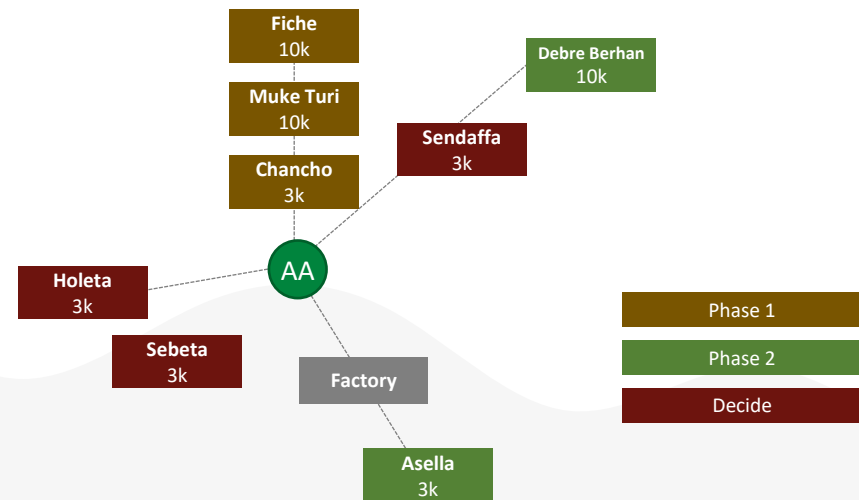 Fiche
10k
Debre Berhan
10k
Muke Turi
10k
Sendaffa
3k
Chancho
3k
AA
Holeta
3k
Phase 1
Sebeta
3k
Phase 2
Factory
Decide
Asella
3k